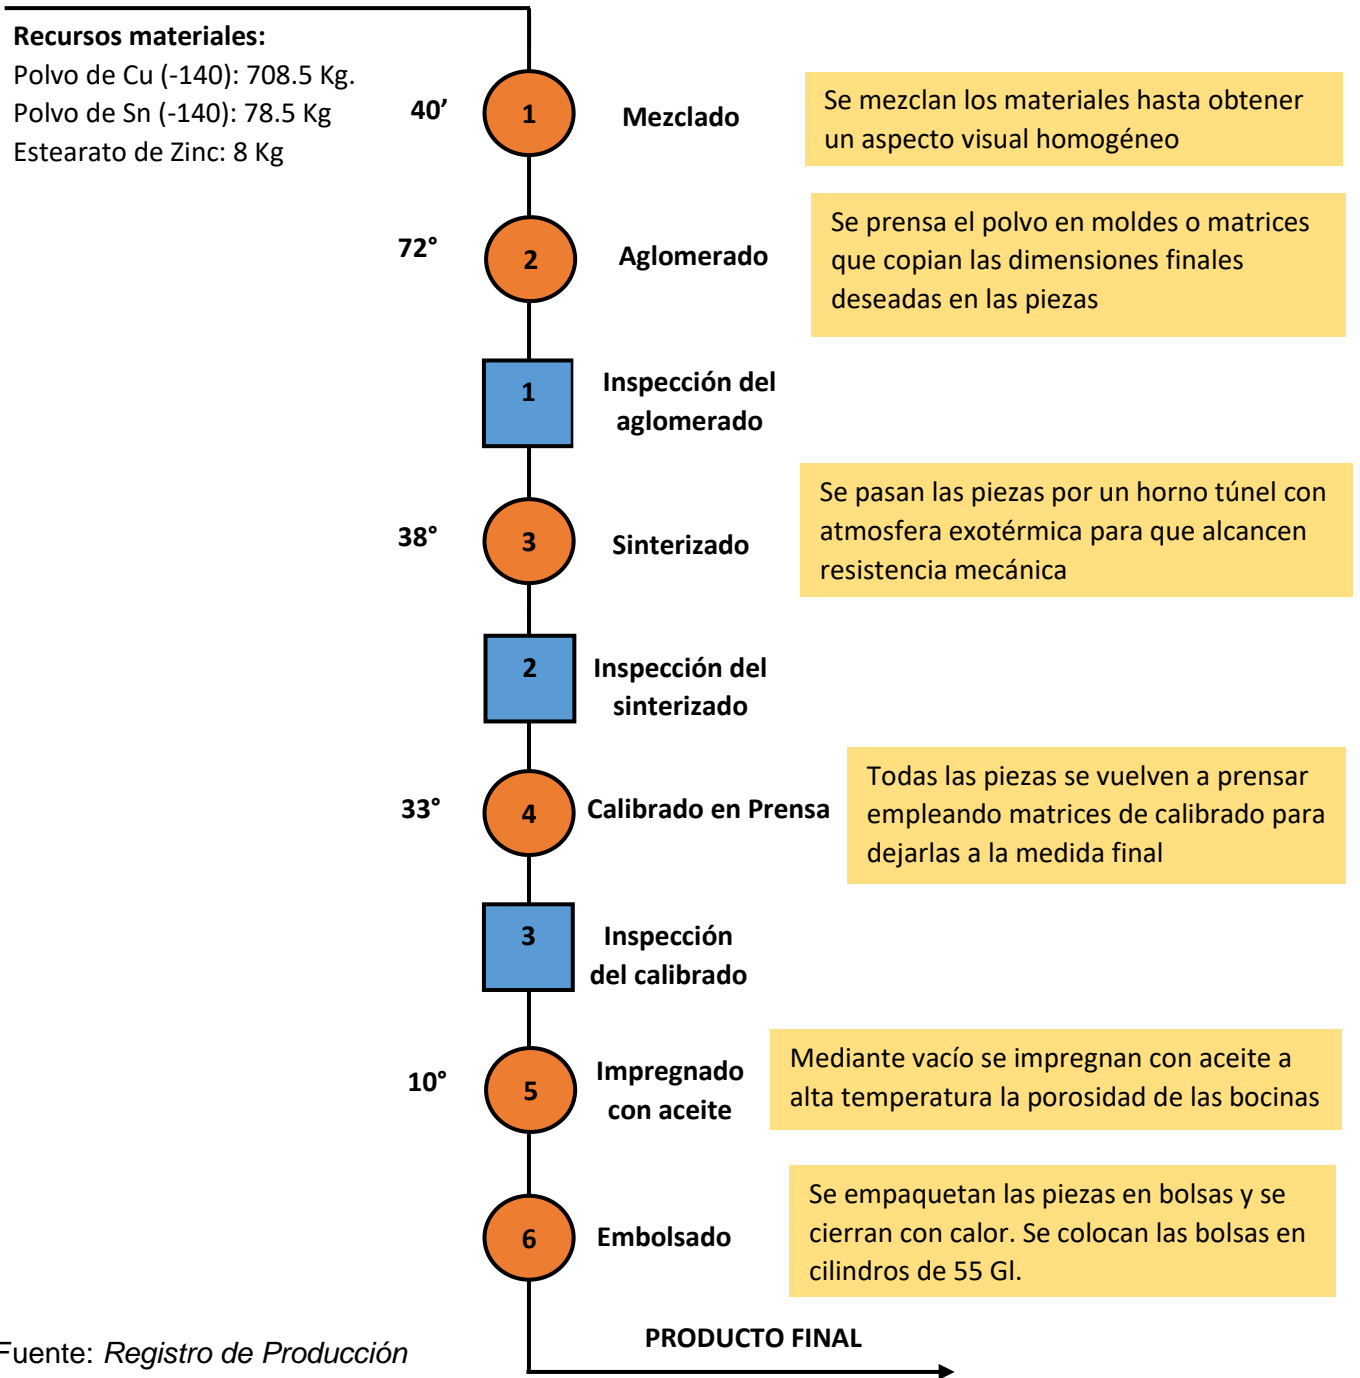 Recursos materiales:
Polvo de Cu (-140): 708.5 Kg.
Polvo de Sn (-140): 78.5 Kg
Estearato de Zinc: 8 Kg
40’
1
Mezclado
Se mezclan los materiales hasta obtener
un aspecto visual homogéneo
72°
2
Aglomerado
Se prensa el polvo en moldes o matrices
que copian las dimensiones finales
deseadas en las piezas
1
Inspección del
aglomerado
38°
3
Sinterizado
Se pasan las piezas por un horno túnel con
atmosfera exotérmica para que alcancen
resistencia mecánica
2
Inspección del
sinterizado
33°
4
Calibrado en Prensa
Todas las piezas se vuelven a prensar
empleando matrices de calibrado para
dejarlas a la medida final
3
Inspección
del calibrado
10°
5
Impregnado
con aceite
Mediante vacío se impregnan con aceite a
alta temperatura la porosidad de las bocinas
6
Embolsado
Se empaquetan las piezas en bolsas y se
cierran con calor. Se colocan las bolsas en
cilindros de 55 Gl.
PRODUCTO FINAL
Fuente: Registro de Producción